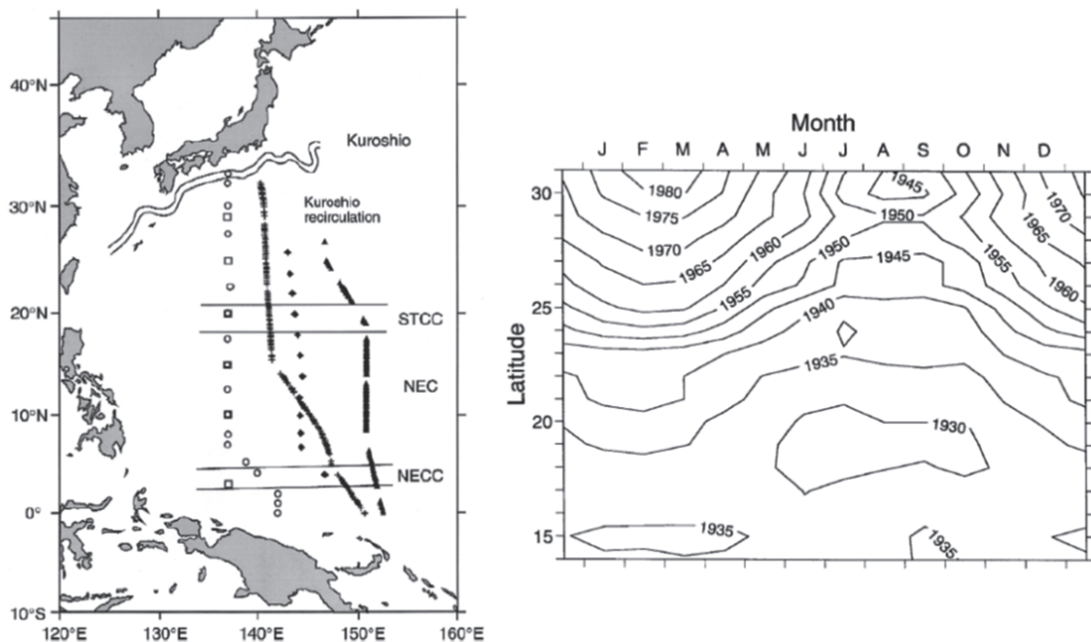 40°N
30°N
20°N
10°N
0°
10°S
120°E
130°E
140°E
150°E
160°E
Kuroshio
Kuroshio
recirculation
STCC
NEC
NECC
Month
J F M A M J J A S O N D
Latitude
30
25
20
15
1980
1975
1970
1965
1960
1955
1950
1945
1950
1945
1940
1935
1930
1970
1965
1955
1960
1935
1935